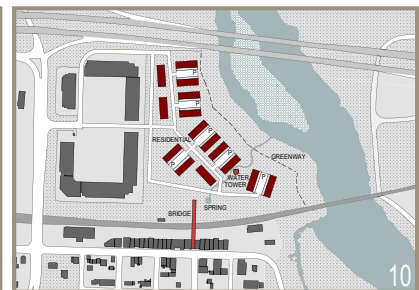 P
P
P
RESIDENTIAL
P
P
P
GREENWAY
WATER
TOWER
P
SPRING
BRIDGE
10